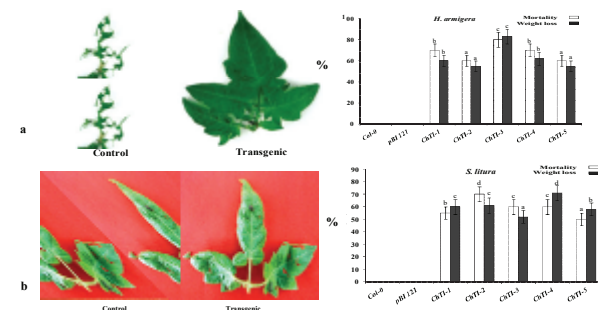 H. armigera
Mortality
Weight loss
%
100
80
60
40
20
0
b b a a c c b b a a
Col-0 pBI 121 ChTI-1 ChTI-2 ChTI-3 ChTI-4 ChTI-5
a
Control Transgenic
S. litura
Mortality
Weight loss
%
90
80
70
60
50
40
30
20
10
0
b c d c c a c d a b
Col-0 pBI 121 ChTI-1 ChTI-2 ChTI-3 ChTI-4 ChTI-5
b
Control Transgenic